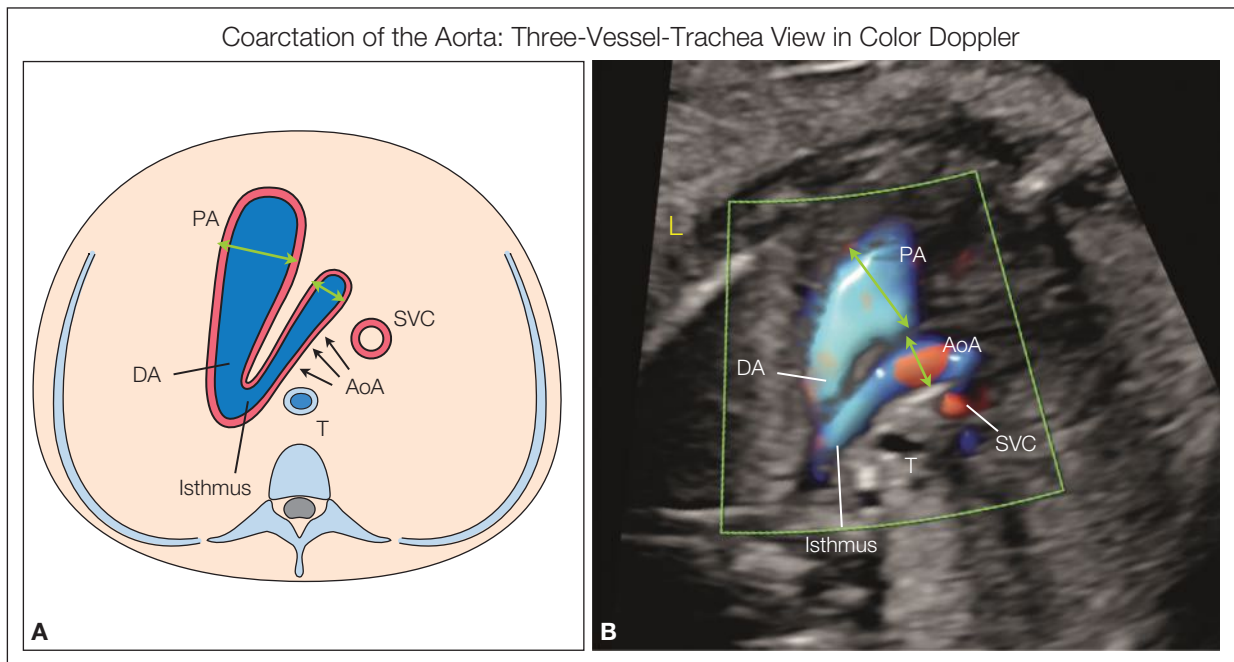 Coarctation of the Aorta: Three-Vessel-Trachea View in Color Doppler
PA
SVC
DA
AoA
T
Isthmus
A
L
PA
AoA
DA
SVC
T
Isthmus
B